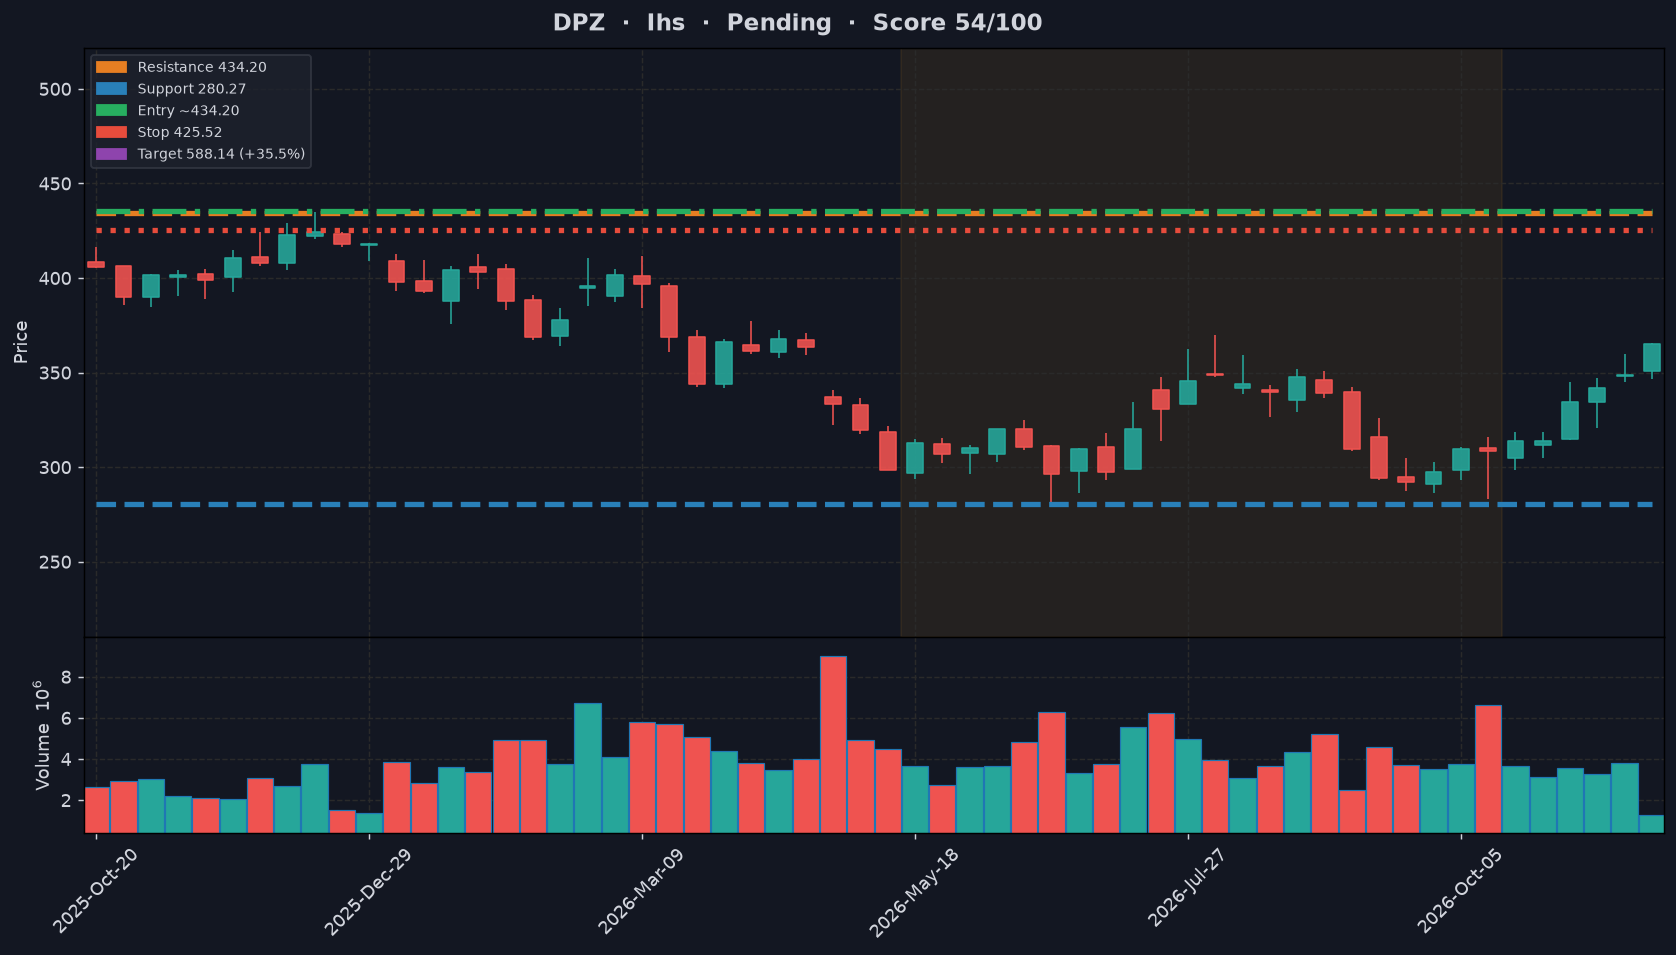 DPZ · Ihs · Pending · Score 54/100
Resistance 434.20
Support 280.27
Entry ~434.20
Stop 425.52
Target 588.14 (+35.5%)
500
450
400
350
300
250
Price
8
6
4
2
Volume 10⁶
2025-Oct-20
2025-Dec-29
2026-Mar-09
2026-May-18
2026-Jul-27
2026-Oct-05